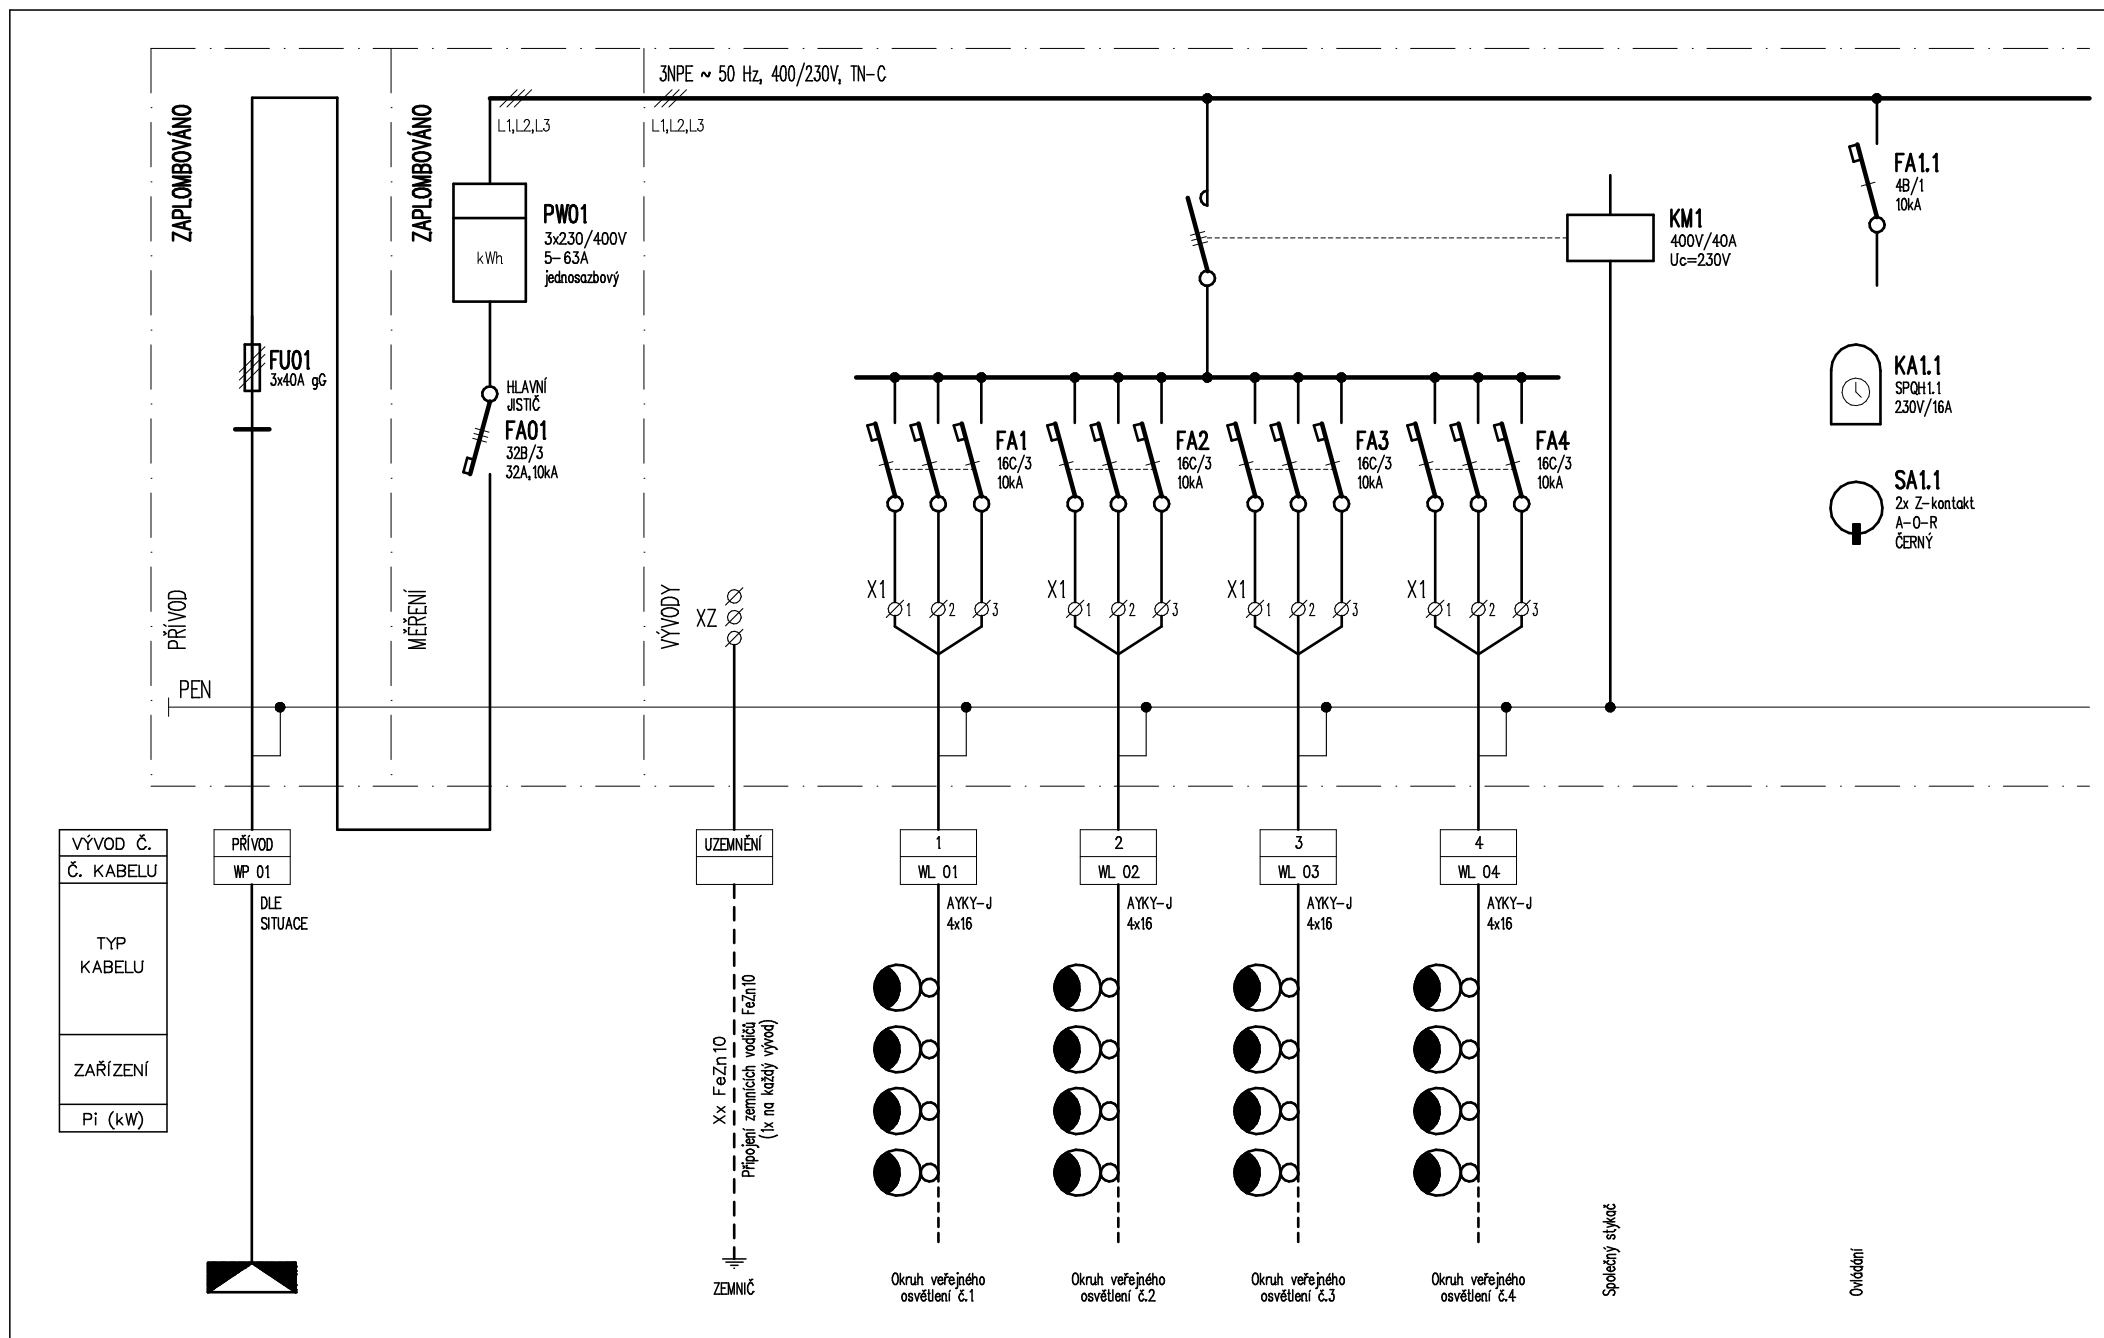 3NPE ~ 50 Hz, 400/230V, TN-C
L1,L2,L3
L1,L2,L3
ZAPLOMBOVÁNO
ZAPLOMBOVÁNO
PŘÍVOD
MĚŘENÍ
VÝVODY
PW01
3x230/400V
5-63A
jednosazbový
kWh
FU01
3x40A gG
HLAVNÍ
JISTIČ
FA01
32B/3
32A,10kA
KM1
400V/40A
Uc=230V
FA1.1
4B/1
10kA
KA1.1
SPQH1.1
230V/16A
SA1.1
2x Z-kontakt
A-O-R
ČERNÝ
FA1
16C/3
10kA
FA2
16C/3
10kA
FA3
16C/3
10kA
FA4
16C/3
10kA
XZ
X1
1
2
3
X1
1
2
3
X1
1
2
3
X1
1
2
3
PEN
VÝVOD Č.
Č. KABELU
TYP
KABELU
ZAŘÍZENÍ
Pi (kW)
PŘÍVOD
WP 01
DLE
SITUACE
UZEMNĚNÍ
Xx FeZn10
Připojení zemnících vodičů FeZn10
(1x na každý vývod)
ZEMNIČ
1
WL 01
AYKY-J
4x16
Okruh veřejného
osvětlení č.1
2
WL 02
AYKY-J
4x16
Okruh veřejného
osvětlení č.2
3
WL 03
AYKY-J
4x16
Okruh veřejného
osvětlení č.3
4
WL 04
AYKY-J
4x16
Okruh veřejného
osvětlení č.4
Společný stykač
Ovládání